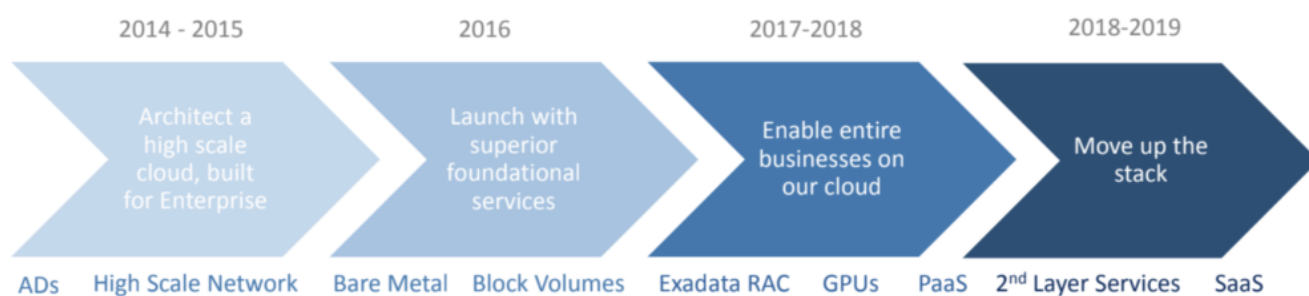 2014 - 2015
2016
2017-2018
2018-2019
Architect a
high scale
cloud, built
for Enterprise
Launch with
superior
foundational
services
Enable entire
businesses on
our cloud
Move up the
stack
ADs High Scale Network Bare Metal Block Volumes Exadata RAC GPUs PaaS 2nd Layer Services SaaS